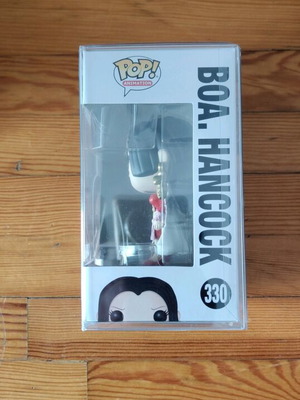 POP!
ANIMATION
BOA. HANCOCK
330